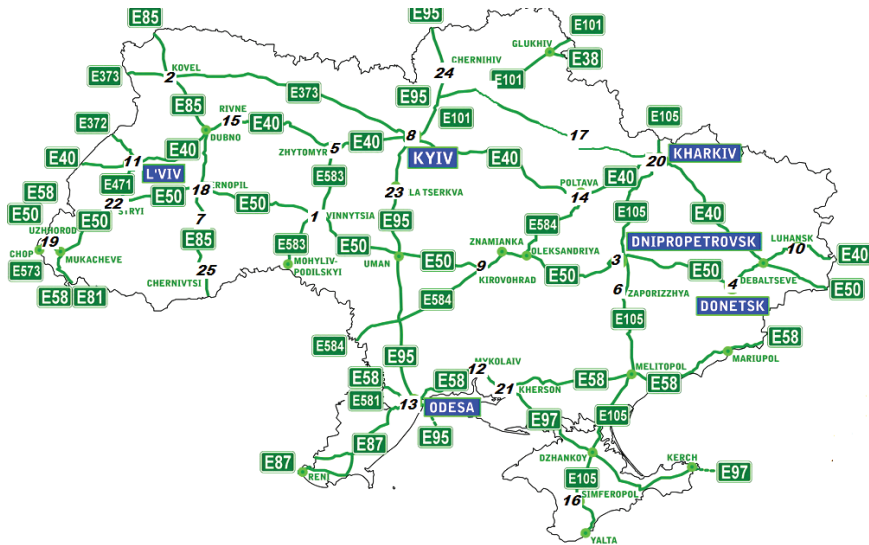 E85
E95
E101
GLUKHIV
E38
CHERNIHIV
KOVEL
24
E373
2
E101
E373
E85
E95
RIVNE
15
E101
E105
E372
E40
17
DUBNO
E40
8
ZHYTOMYR
5
E40
KYIV
E40
20
KHARKIV
E40
11
L'VIV
E583
E40
POLTAVA
E471
18
ERNOPIL
23
LA TSERKVA
14
E58
E50
22
STRYI
E50
7
1
VINNYTSIA
E95
E584
E105
E40
E50
E50
UZHHOROD
19
E85
E583
E50
ZNAMIANKA
OLEKSANDRIYA
DNIPROPETROVSK
LUHANSK
10
CHOP
MUKACHEVE
MOHYLIV-
PODILSKYI
UMAN
E50
9
KIROVOHRAD
E50
3
E50
E40
E573
25
4
DEBALTSEVE
E58
E81
CHERNIVTSI
E584
6
ZAPORIZZHYA
DONETSK
E50
E105
E584
E95
E58
MARIUPOL
MYKOLAIV
12
MELITOPOL
E58
E58
21
KHERSON
E58
E58
E581
13
ODESA
E97
E105
E95
E87
E87
RENI
DZHANKOY
KERCH
E97
E105
16
SIMFEROPOL
YALTA